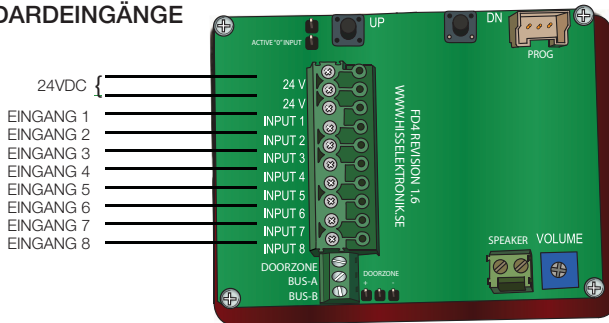 OARDEINGÄNGE
24VDC {
EINGANG 1
EINGANG 2
EINGANG 3
EINGANG 4
EINGANG 5
EINGANG 6
EINGANG 7
EINGANG 8
ACTIVE "0" INPUT
UP
DN
PROG
24 V
24 V
INPUT 1
INPUT 2
INPUT 3
INPUT 4
INPUT 5
INPUT 6
INPUT 7
INPUT 8
DOORZONE
BUS-A
BUS-B
FD4 REVISION 1.6
WWW.HISSELEKTRONIK.SE
DOORZONE
+ -
SPEAKER
VOLUME